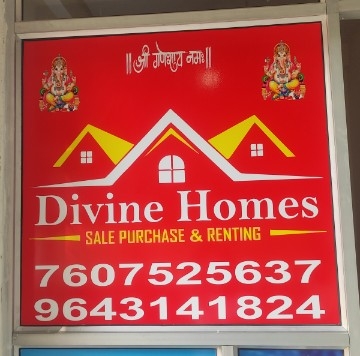 || श्री गणेशाय नमः ||
Divine Homes
SALE PURCHASE & RENTING
7607525637
9643141824